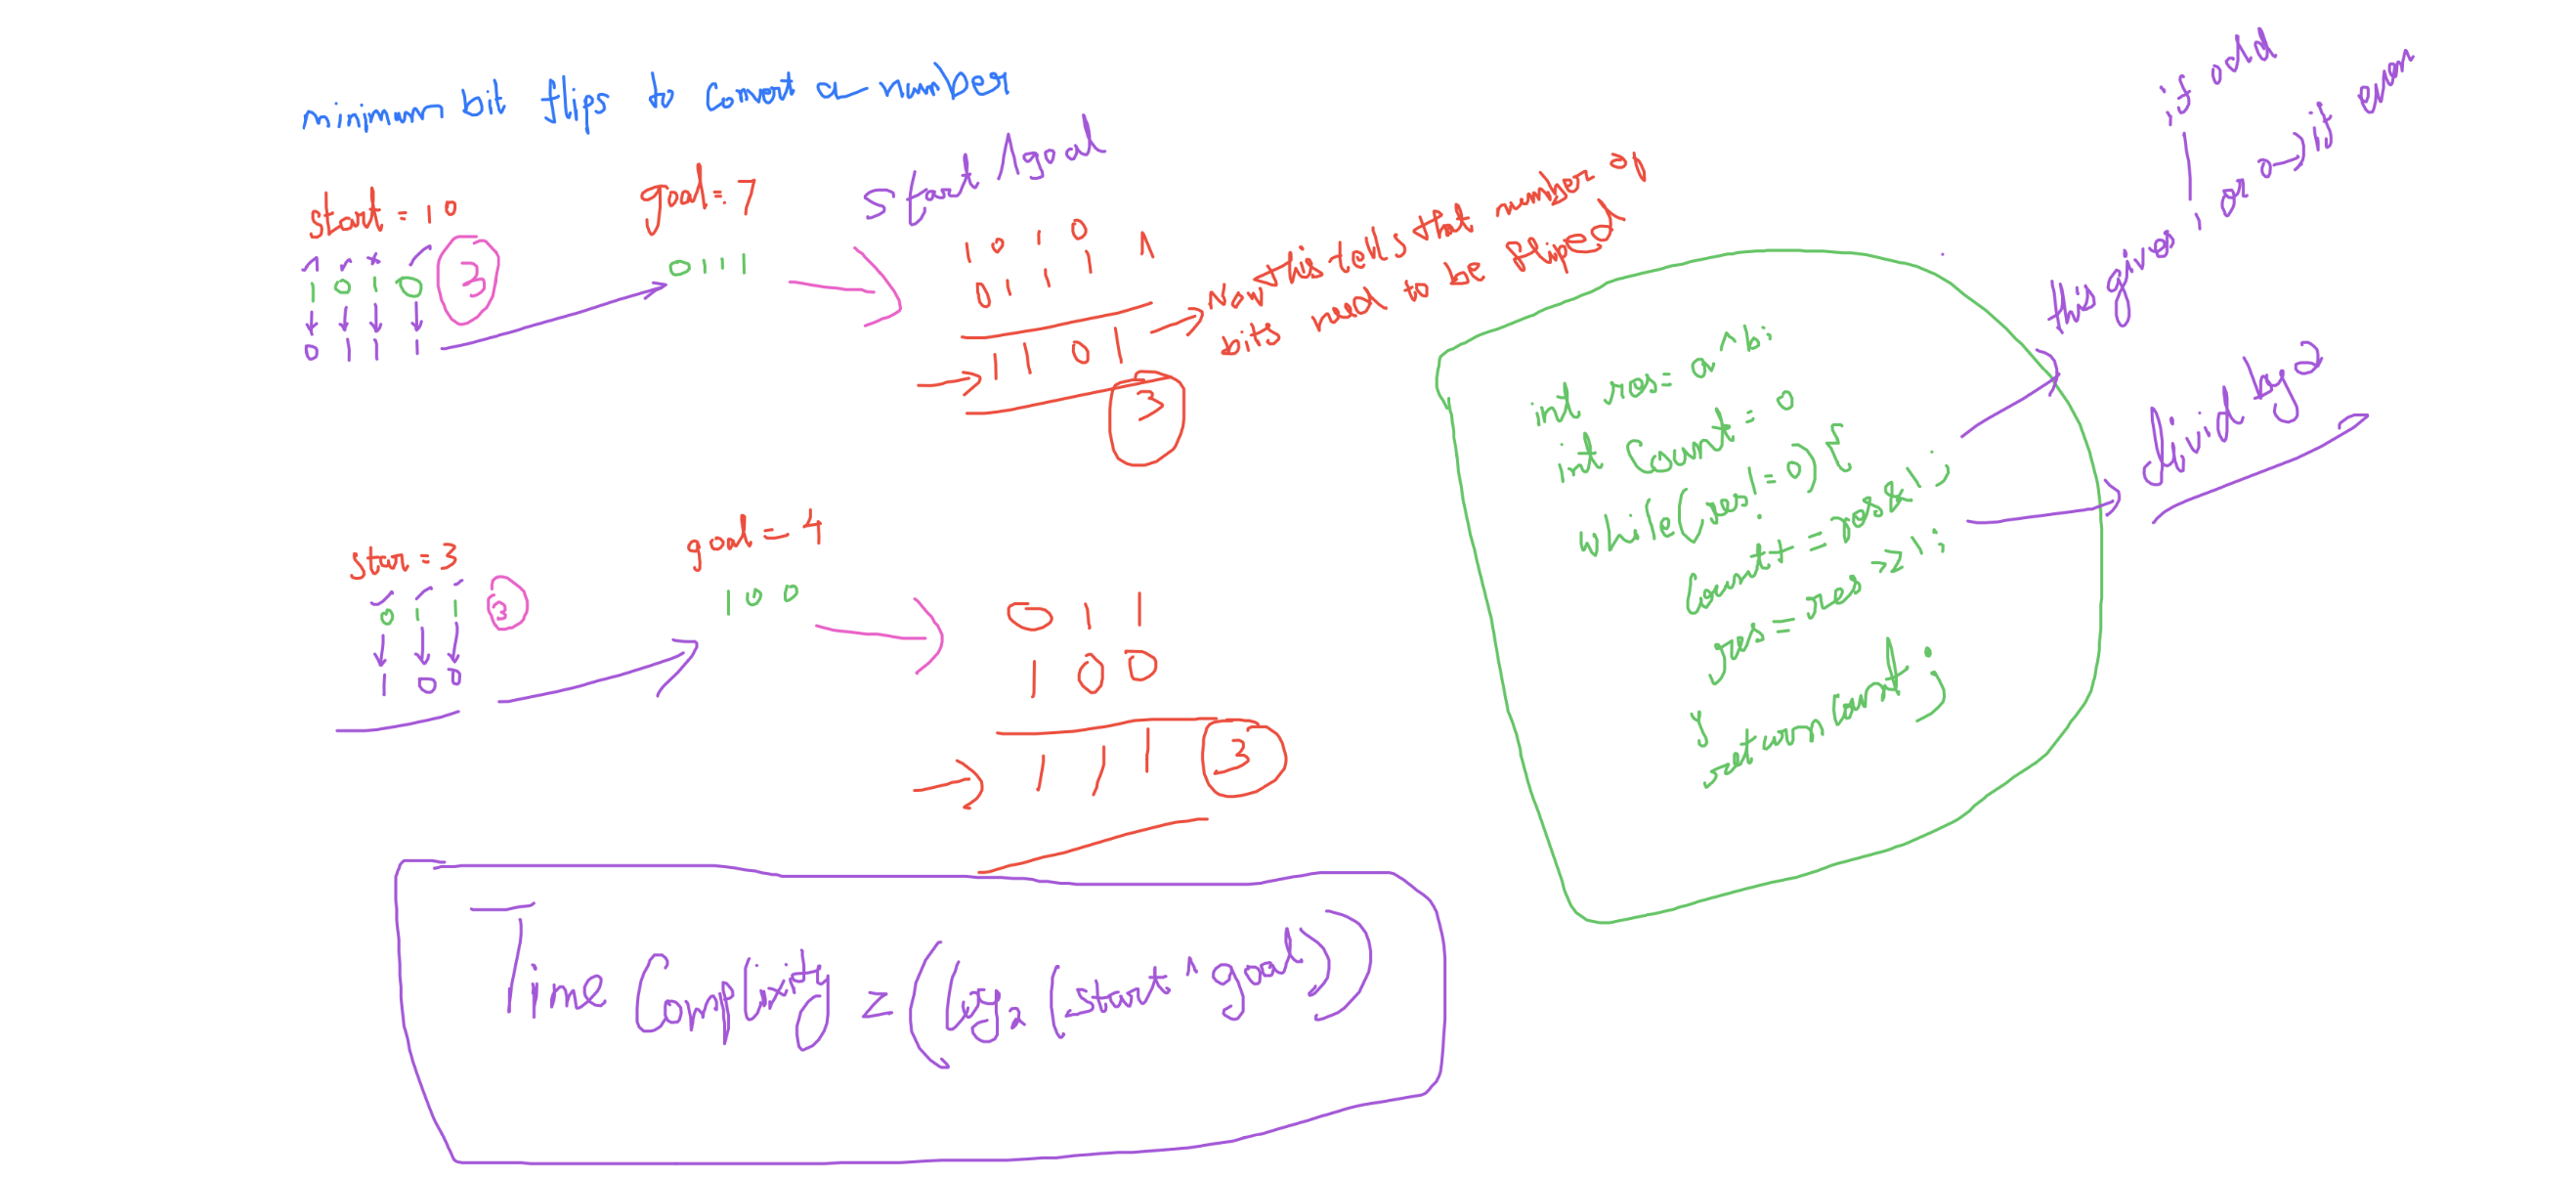 minimum bit flips to convert a number
start = 10
1 0 1 0
3
0 1 1 1
goal = 7
0 1 1 1
start ^ goal
1 0 1 0
0 1 1 1 ^
1 1 0 1
3
Now this tells that number of
bits need to be fliped
star = 3
0 1 1
3
1 0 0
goal = 4
1 0 0
0 1 1
1 0 0
1 1 1
3
int res = a ^ b;
int Count = 0
while(res != 0) {
Count += res & 1;
res = res >> 1;
}
return Count;
this gives 1 or 0 → if even
if odd
divid by 2
Time Complixity = (log2 (start ^ goal))